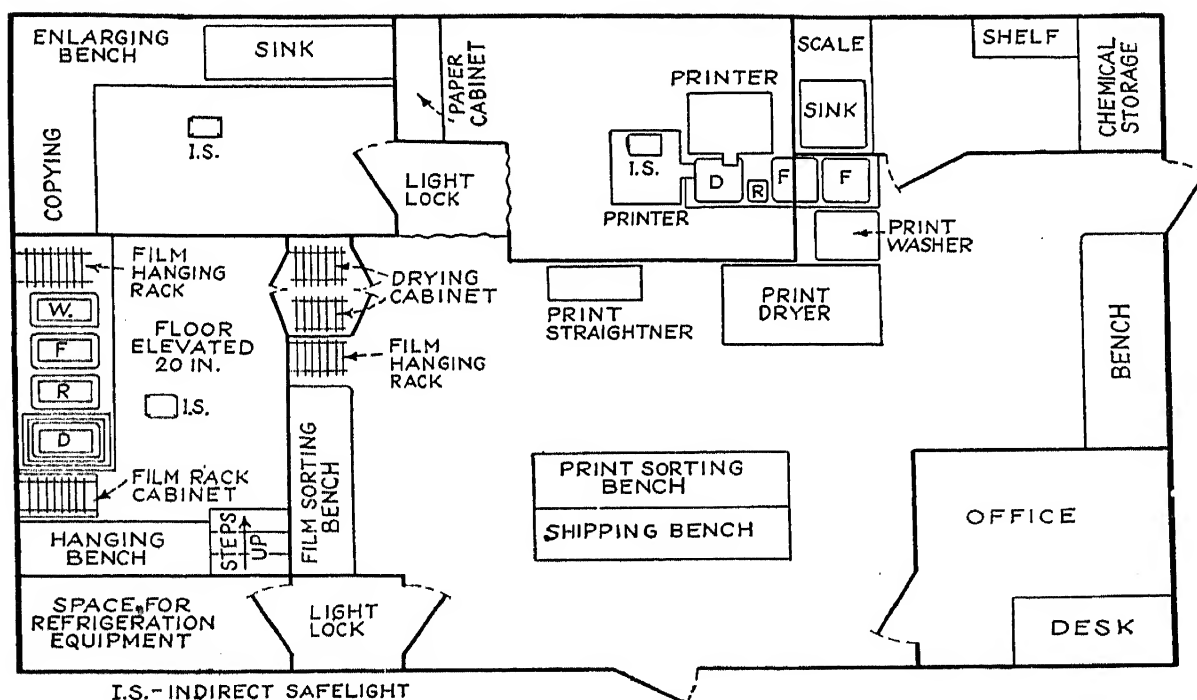 ENLARGING
BENCH
SINK
COPYING
I.S.
PAPER
CABINET
LIGHT
LOCK
PRINTER
I.S.
PRINTER
D
R
F
F
SCALE
SINK
SHELF
CHEMICAL
STORAGE
PRINT
WASHER
FILM
HANGING
RACK
W.
F
R
D
FLOOR
ELEVATED
20 IN.
I.S.
DRYING
CABINET
FILM
HANGING
RACK
PRINT
STRAIGHTNER
PRINT
DRYER
BENCH
FILM RACK
CABINET
HANGING
BENCH
STEPS
UP
FILM SORTING
BENCH
PRINT SORTING
BENCH
SHIPPING BENCH
OFFICE
DESK
SPACE FOR
REFRIGERATION
EQUIPMENT
LIGHT
LOCK
I.S.-INDIRECT SAFELIGHT